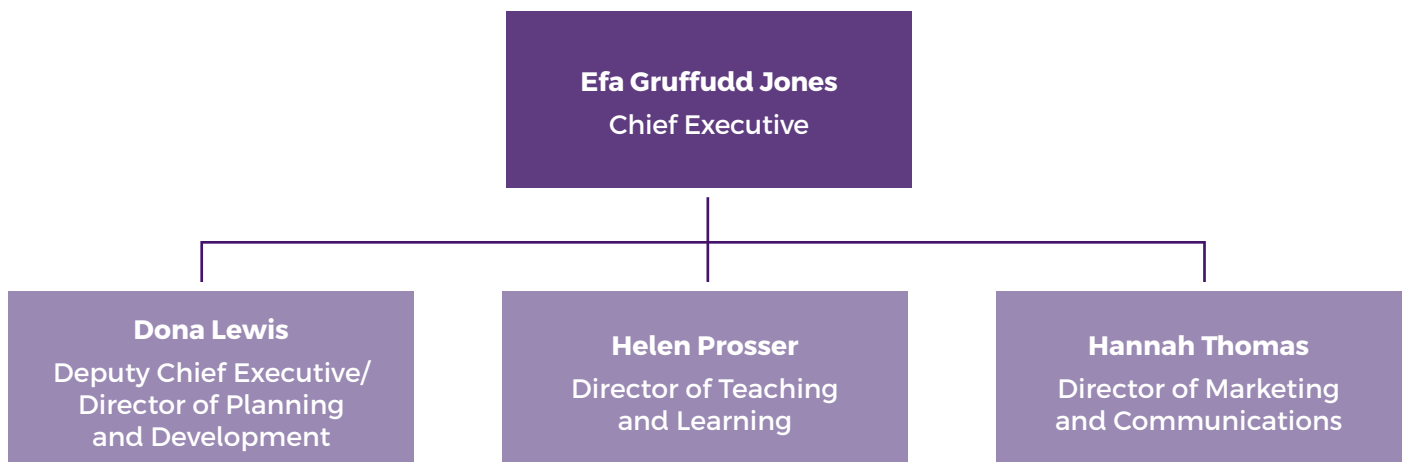 Efa Gruffudd Jones
Chief Executive
Dona Lewis
Deputy Chief Executive/
Director of Planning
and Development
Helen Prosser
Director of Teaching
and Learning
Hannah Thomas
Director of Marketing
and Communications